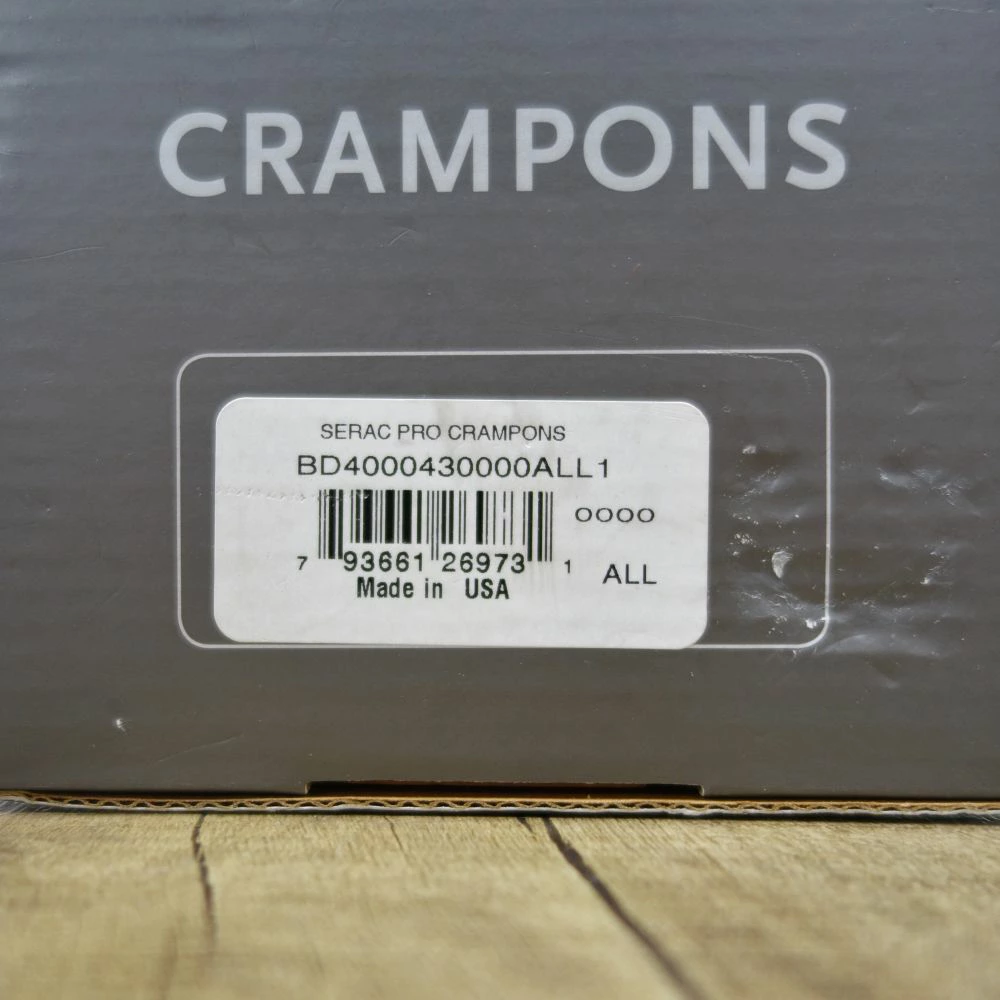 CRAMPONS
SERAC PRO CRAMPONS
BD4000430000ALL1
0000
7 93661 26973 1
ALL
Made in USA